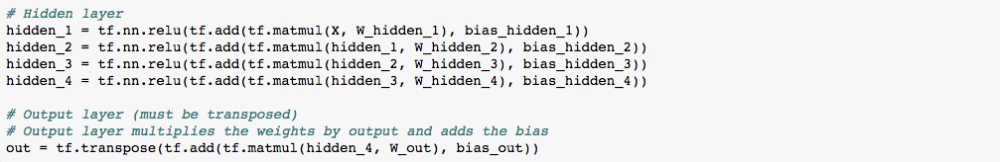 # Hidden layer
hidden_1 = tf.nn.relu(tf.add(tf.matmul(X, W_hidden_1), bias_hidden_1))
hidden_2 = tf.nn.relu(tf.add(tf.matmul(hidden_1, W_hidden_2), bias_hidden_2))
hidden_3 = tf.nn.relu(tf.add(tf.matmul(hidden_2, W_hidden_3), bias_hidden_3))
hidden_4 = tf.nn.relu(tf.add(tf.matmul(hidden_3, W_hidden_4), bias_hidden_4))

# Output layer (must be transposed)
# Output layer multiplies the weights by output and adds the bias
out = tf.transpose(tf.add(tf.matmul(hidden_4, W_out), bias_out))